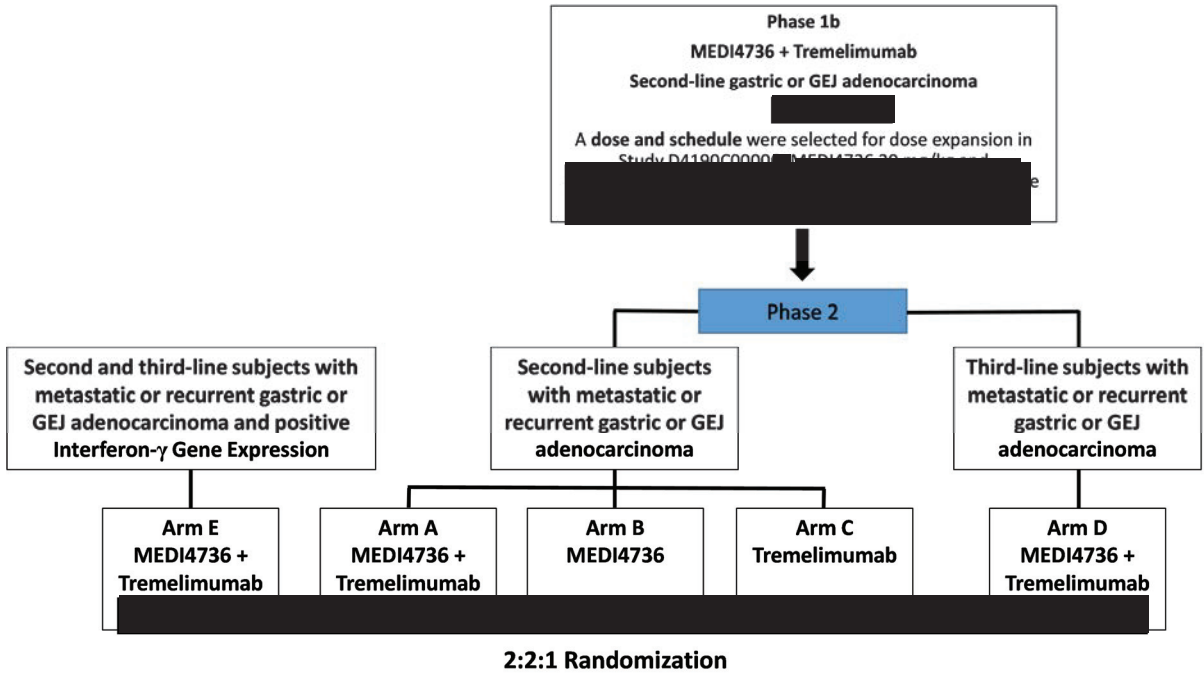 Phase 1b
MEDI4736 + Tremelimumab
Second-line gastric or GEJ adenocarcinoma
A dose and schedule were selected for dose expansion in
Study
e
Phase 2
Second and third-line subjects with
metastatic or recurrent gastric or
GEJ adenocarcinoma and positive
Interferon-γ Gene Expression
Second-line subjects
with metastatic or
recurrent gastric or GEJ
adenocarcinoma
Third-line subjects with
metastatic or recurrent
gastric or GEJ
adenocarcinoma
Arm E
MEDI4736 +
Tremelimumab
Arm A
MEDI4736 +
Tremelimumab
Arm B
MEDI4736
Arm C
Tremelimumab
Arm D
MEDI4736 +
Tremelimumab
2:2:1 Randomization